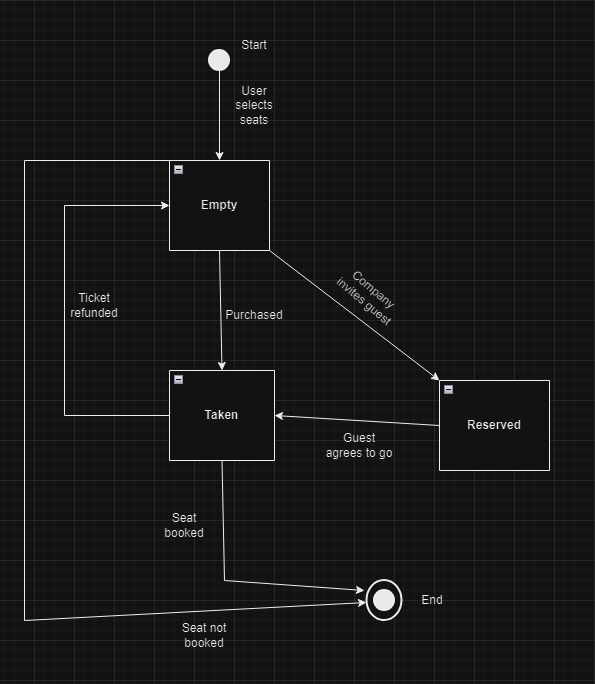 Start
User
selects
seats
Empty
Company
invites guest
Ticket
refunded
Purchased
Taken
Reserved
Guest
agrees to go
Seat
booked
End
Seat not
booked